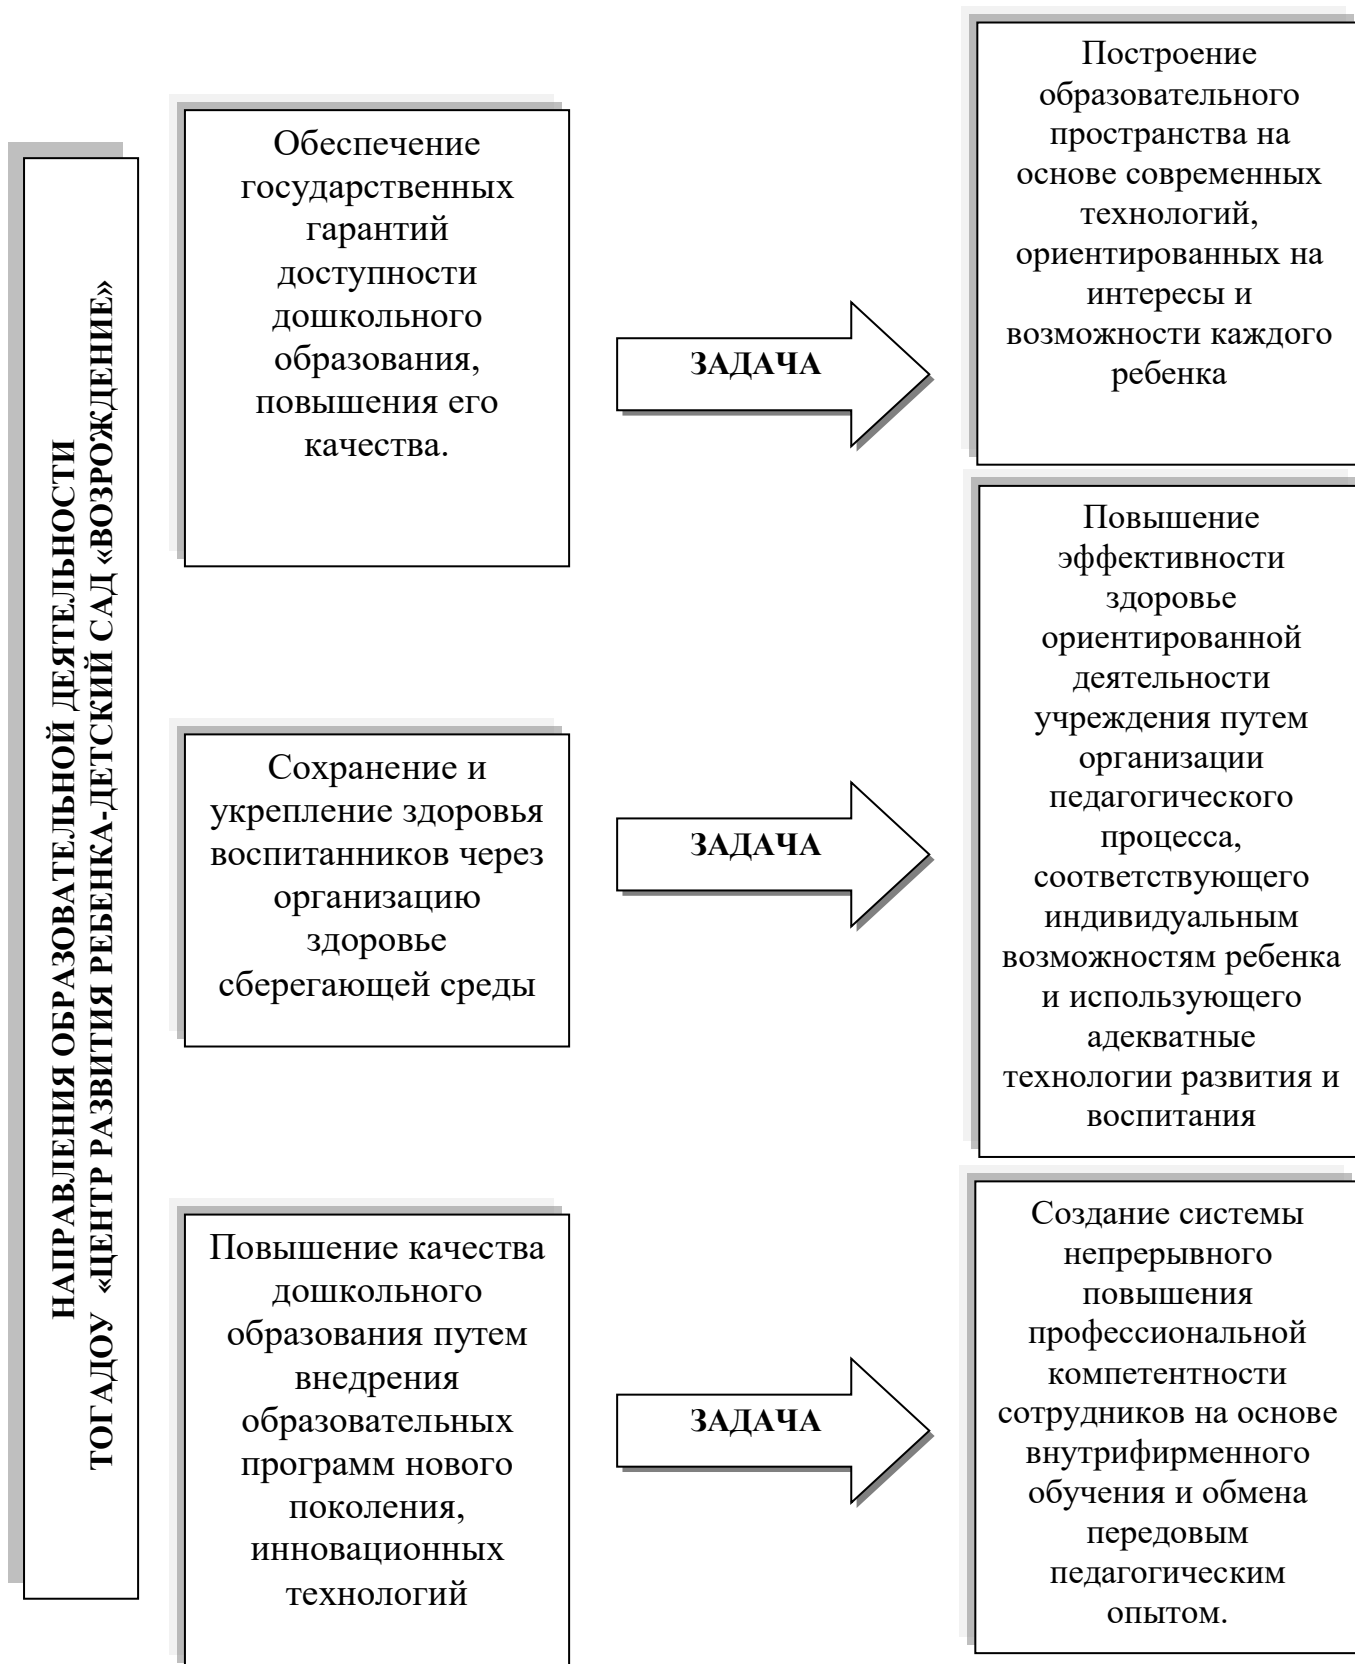 НАПРАВЛЕНИЯ ОБРАЗОВАТЕЛЬНОЙ ДЕЯТЕЛЬНОСТИ
ТОГАДОУ «ЦЕНТР РАЗВИТИЯ РЕБЕНКА-ДЕТСКИЙ САД «ВОЗРОЖДЕНИЕ»
Обеспечение
государственных
гарантий
доступности
дошкольного
образования,
повышения его
качества.
ЗАДАЧА
Построение
образовательного
пространства на
основе современных
технологий,
ориентированных на
интересы и
возможности каждого
ребенка
Сохранение и
укрепление здоровья
воспитанников через
организацию
здоровье
сберегающей среды
ЗАДАЧА
Повышение
эффективности
здоровье
ориентированной
деятельности
учреждения путем
организации
педагогического
процесса,
соответствующего
индивидуальным
возможностям ребенка
и использующего
адекватные
технологии развития и
воспитания
Повышение качества
дошкольного
образования путем
внедрения
образовательных
программ нового
поколения,
инновационных
технологий
ЗАДАЧА
Создание системы
непрерывного
повышения
профессиональной
компетентности
сотрудников на основе
внутрифирменного
обучения и обмена
передовым
педагогическим
опытом.